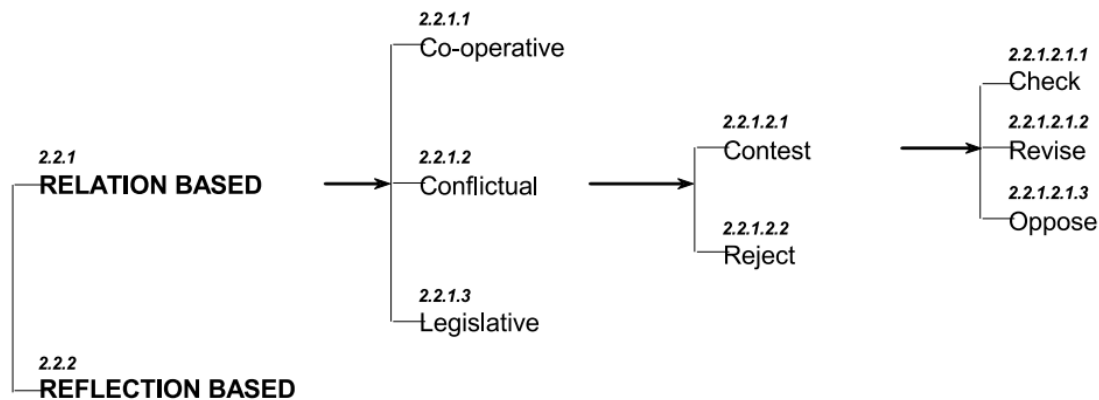 2.2.1
RELATION BASED
2.2.2
REFLECTION BASED
2.2.1.1
Co-operative
2.2.1.2
Conflictual
2.2.1.3
Legislative
2.2.1.2.1
Contest
2.2.1.2.2
Reject
2.2.1.2.1.1
Check
2.2.1.2.1.2
Revise
2.2.1.2.1.3
Oppose